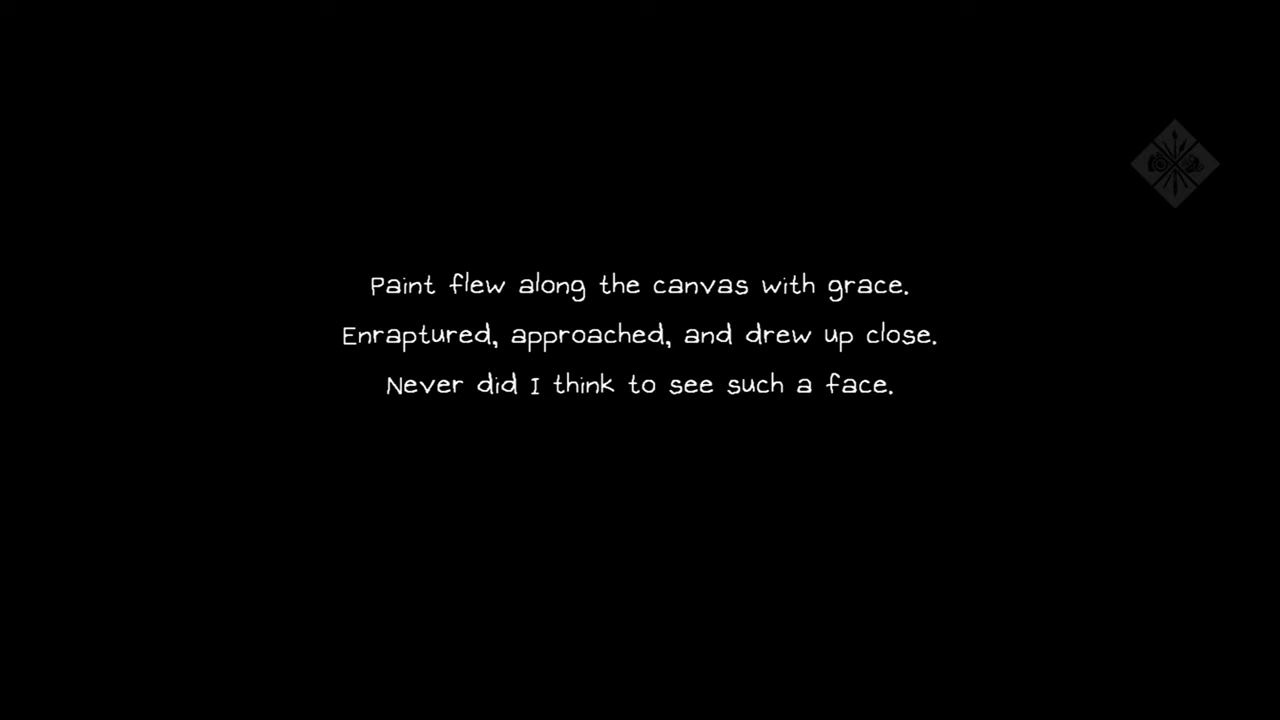 Paint flew along the canvas with grace.
Enraptured, approached, and drew up close.
Never did I think to see such a face.